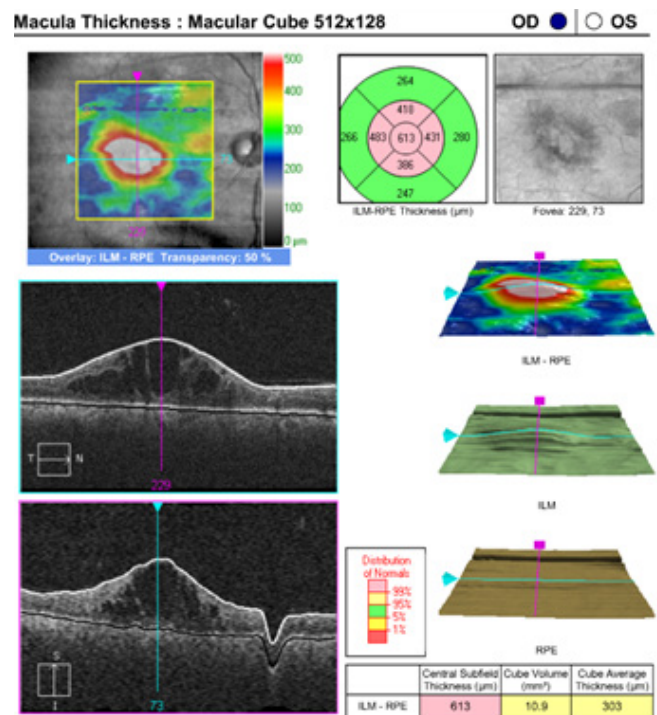 Macula Thickness : Macular Cube 512x128
OD OS
500
400
300
200
100
0 µm
229
Overlay: ILM - RPE Transparency: 50 %
264
418
266 483 613 431 280
386
247
ILM-RPE Thickness (µm)
Fovea: 229, 73
ILM - RPE
T N
229
ILM
Distribution
of Normals
99%
95%
5%
1%
RPE
S
I
73
Central Subfield Thickness (µm)
Cube Volume (mm³)
Cube Average Thickness (µm)
ILM - RPE 613 10.9 303